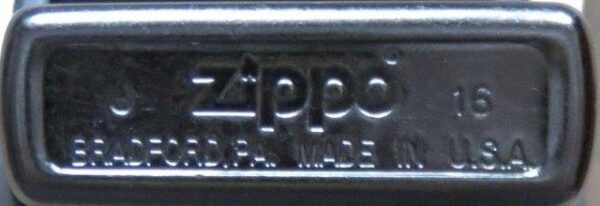 J zippo ® 16
BRADFORD, PA. MADE IN U.S.A.